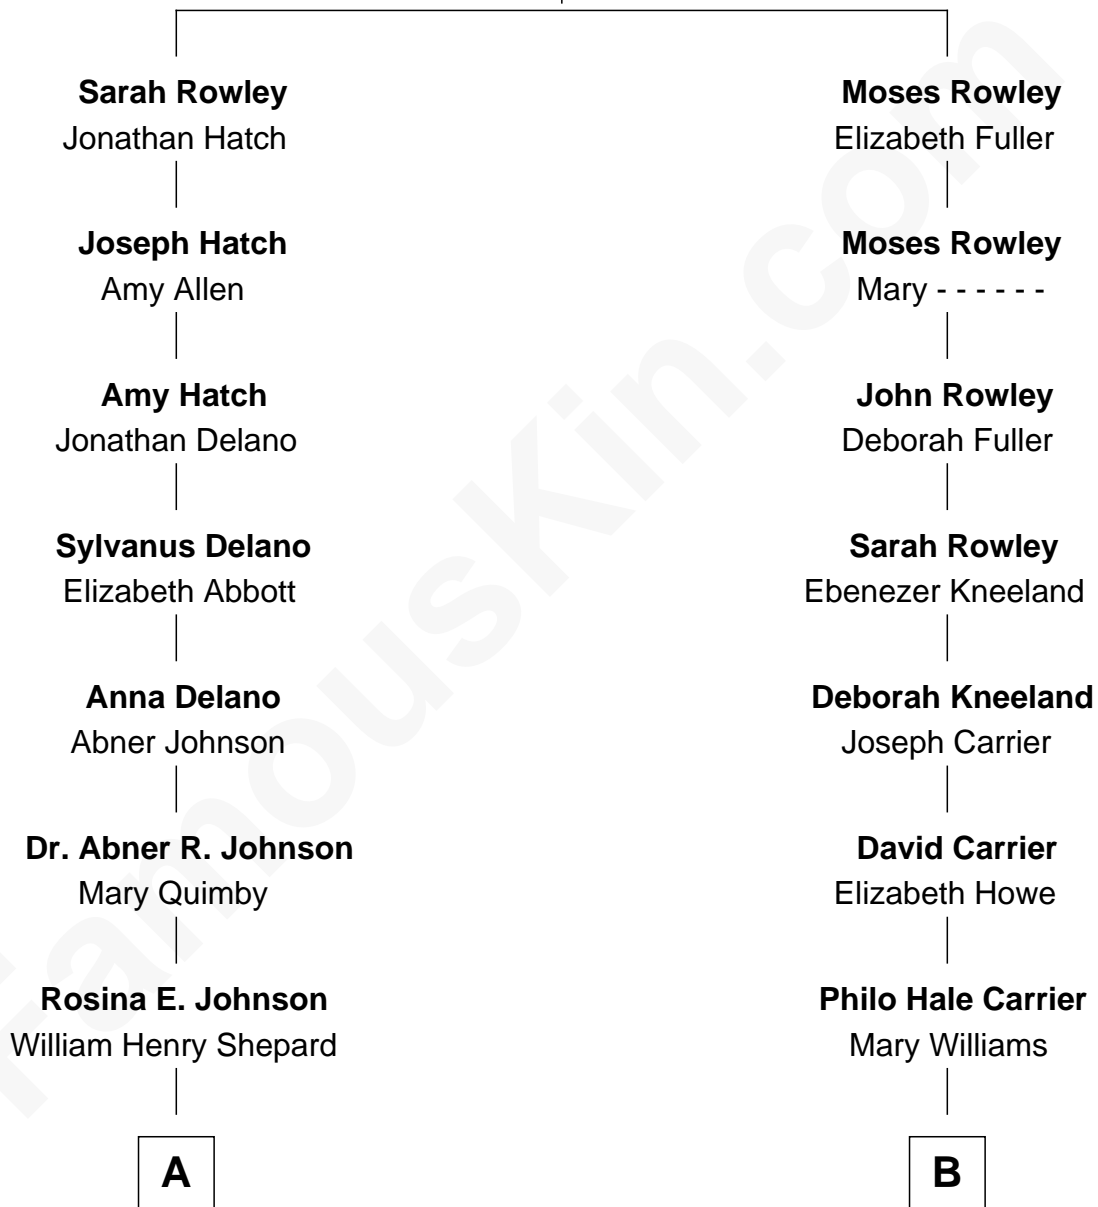 Sarah Rowley
Jonathan Hatch
Joseph Hatch
Amy Allen
Amy Hatch
Jonathan Delano
Sylvanus Delano
Elizabeth Abbott
Anna Delano
Abner Johnson
Dr. Abner R. Johnson
Mary Quimby
Rosina E. Johnson
William Henry Shepard
A
Moses Rowley
Elizabeth Fuller
Moses Rowley
Mary - - - - - -
John Rowley
Deborah Fuller
Sarah Rowley
Ebenezer Kneeland
Deborah Kneeland
Joseph Carrier
David Carrier
Elizabeth Howe
Philo Hale Carrier
Mary Williams
B
FamousKin.com